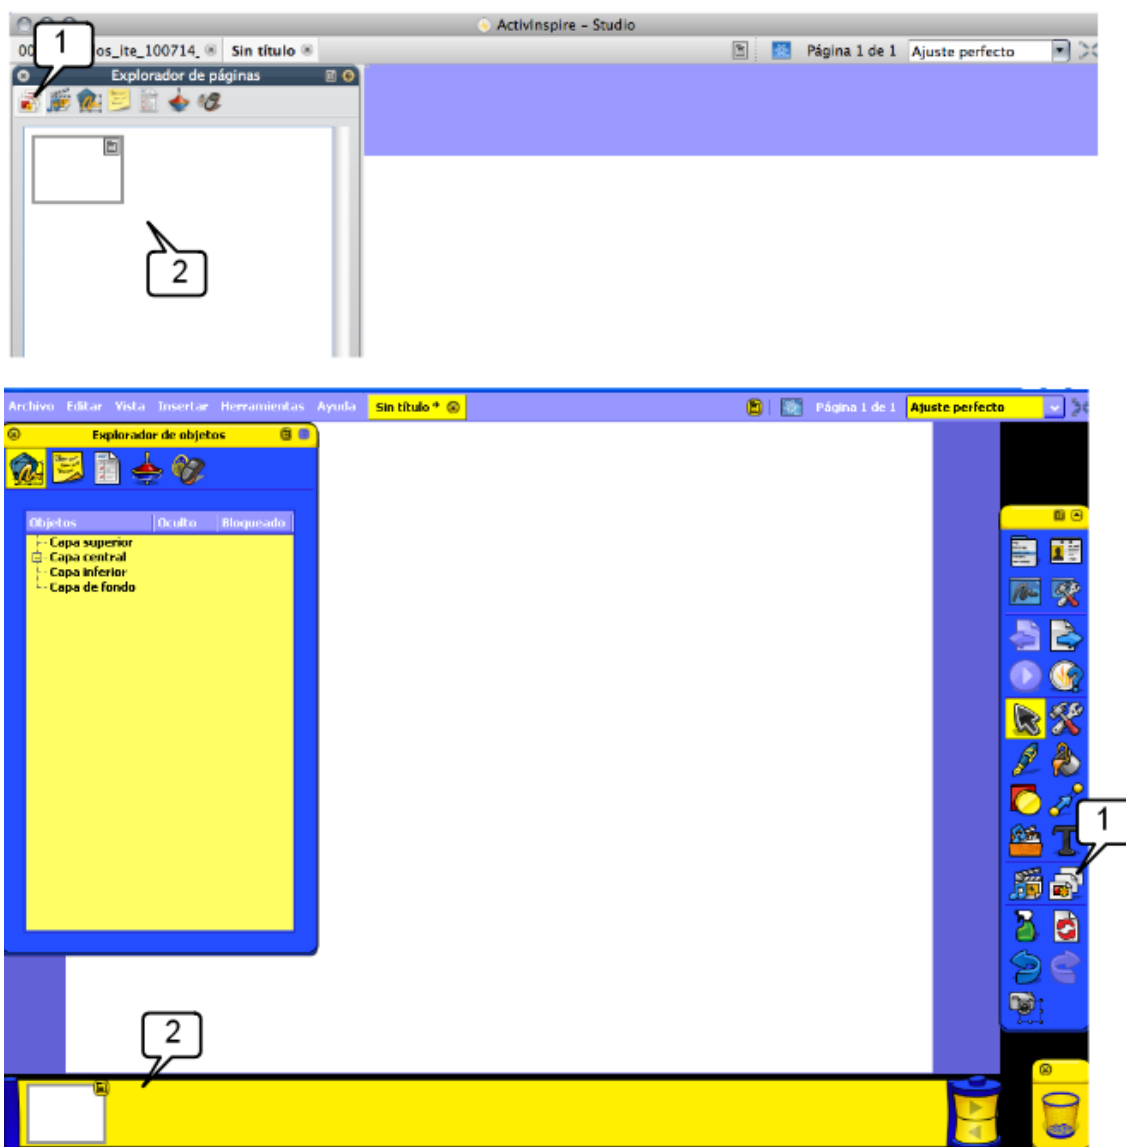 ActivInspire – Studio
00
os_ite_100714_
Sin título
Página 1 de 1
Ajuste perfecto
1
Explorador de páginas
2
Archivo Editar Vista Insertar Herramientas Ayuda
Sin título *
Página 1 de 1
Ajuste perfecto
Explorador de objetos
Objetos Oculto Bloqueado
Capa superior
Capa central
Capa inferior
Capa de fondo
1
2